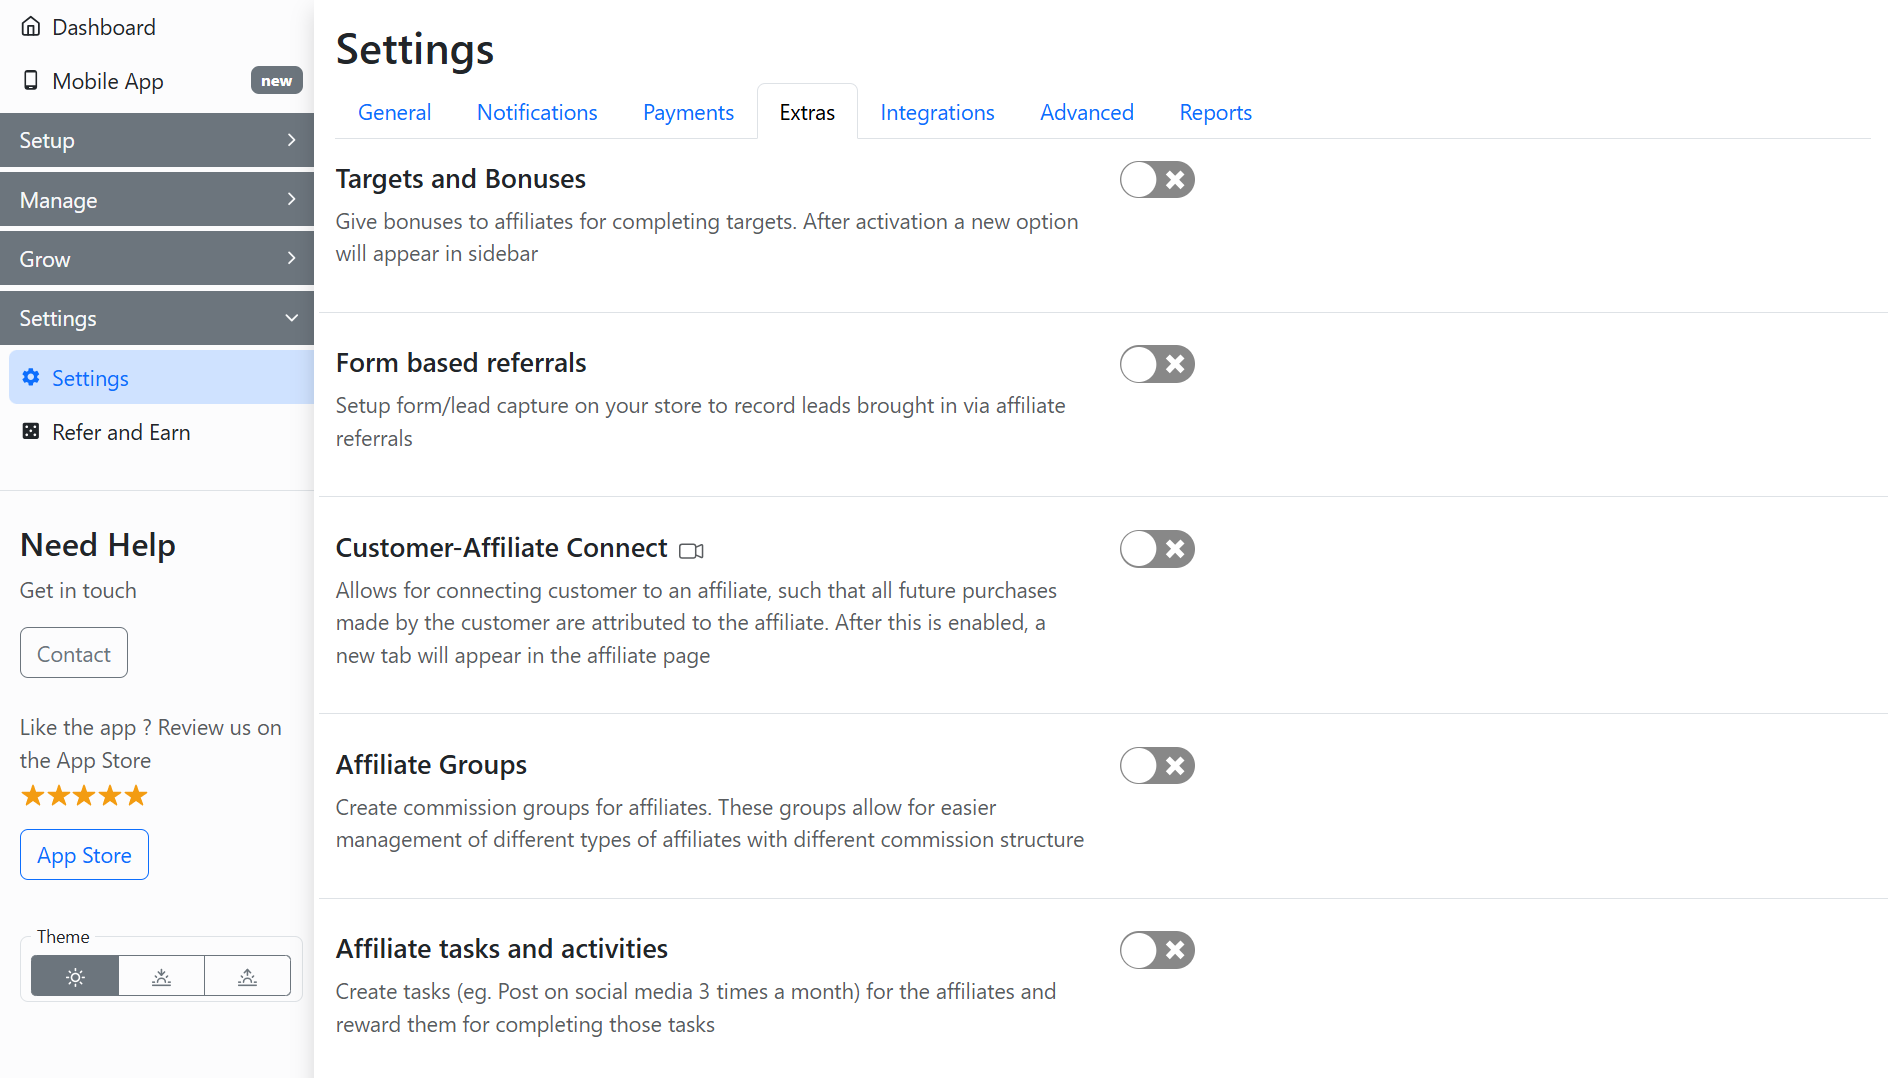 Dashboard
Mobile App
new
Setup
Manage
Grow
Settings
Settings
Refer and Earn
Need Help
Get in touch
Contact
Like the app ? Review us on
the App Store
App Store
Theme
Settings
General
Notifications
Payments
Extras
Integrations
Advanced
Reports
Targets and Bonuses
Give bonuses to affiliates for completing targets. After activation a new option
will appear in sidebar
Form based referrals
Setup form/lead capture on your store to record leads brought in via affiliate
referrals
Customer-Affiliate Connect
Allows for connecting customer to an affiliate, such that all future purchases
made by the customer are attributed to the affiliate. After this is enabled, a
new tab will appear in the affiliate page
Affiliate Groups
Create commission groups for affiliates. These groups allow for easier
management of different types of affiliates with different commission structure
Affiliate tasks and activities
Create tasks (eg. Post on social media 3 times a month) for the affiliates and
reward them for completing those tasks